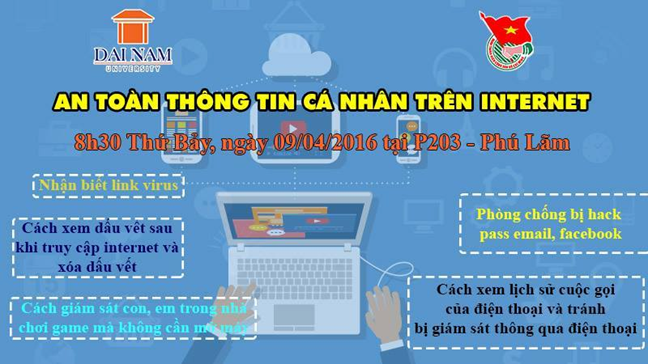 DAI NAM
UNIVERSITY
AN TOÀN THÔNG TIN CÁ NHÂN TRÊN INTERNET
8h30 Thứ Bảy, ngày 09/04/2016 tại P203 - Phú Lãm
Nhận biết link virus
Cách xem dấu vết sau
khi truy cập internet và
xóa dấu vết
Cách giám sát con, em trong nhà
chơi game mà không cần mở máy
Phòng chống bị hack
pass email, facebook
Cách xem lịch sử cuộc gọi
của điện thoại và tránh
bị giám sát thông qua điện thoại